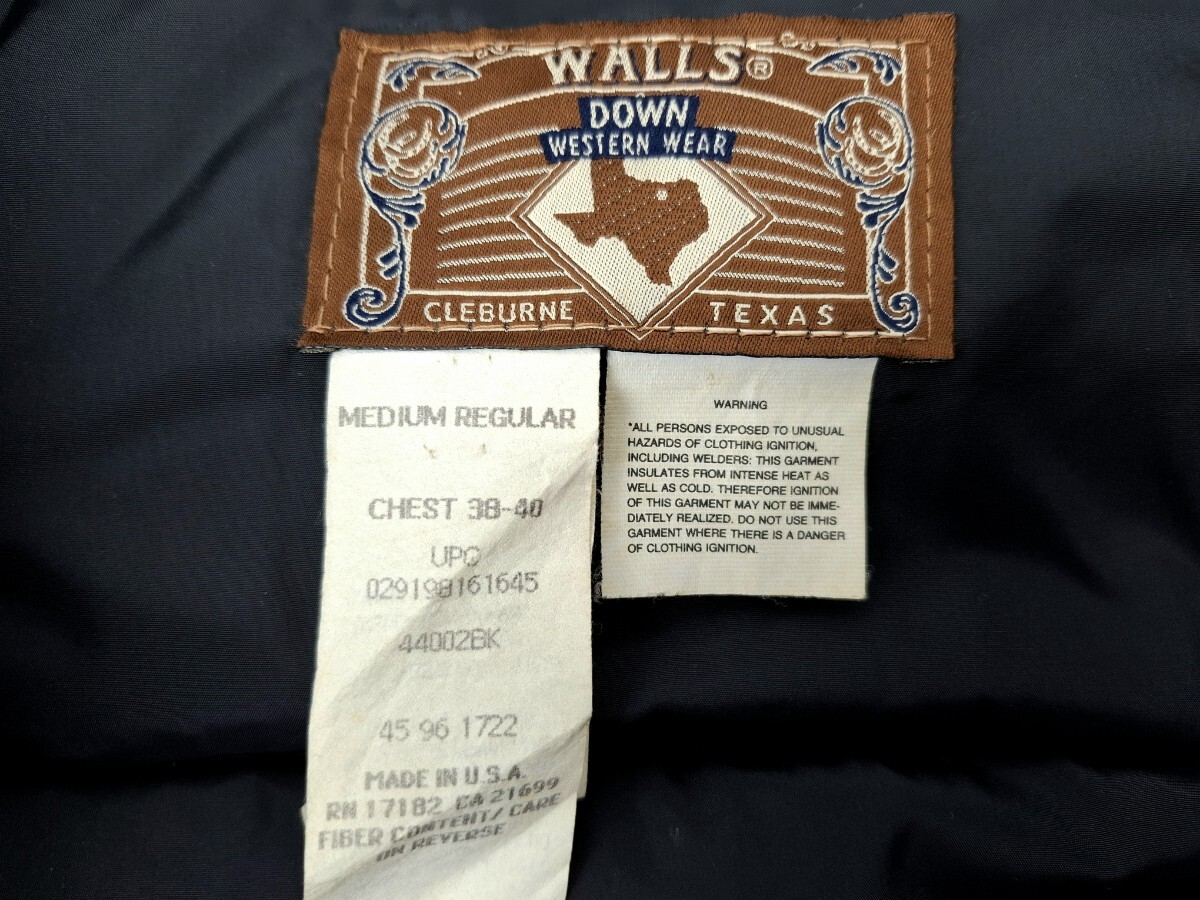 WALLS®
DOWN
WESTERN WEAR
CLEBURNE TEXAS
MEDIUM REGULAR
CHEST 38-40
UPC
029198161645
44002BK
45 96 1722
MADE IN U.S.A.
RN 17182 CA 21699
FIBER CONTENT/ CARE
ON REVERSE
WARNING
"ALL PERSONS EXPOSED TO UNUSUAL
HAZARDS OF CLOTHING IGNITION,
INCLUDING WELDERS: THIS GARMENT
INSULATES FROM INTENSE HEAT AS
WELL AS COLD. THEREFORE IGNITION
OF THIS GARMENT MAY NOT BE IMME-
DIATELY REALIZED. DO NOT USE THIS
GARMENT WHERE THERE IS A DANGER
OF CLOTHING IGNITION.